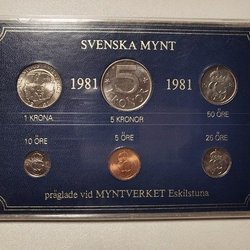 SVENSKA MYNT
1981 5 KRONOR 1981
1 KRONA 5 KRONOR 50 ÖRE
10 ÖRE 5 ÖRE 25 ÖRE
präglade vid MYNTVERKET Eskilstuna